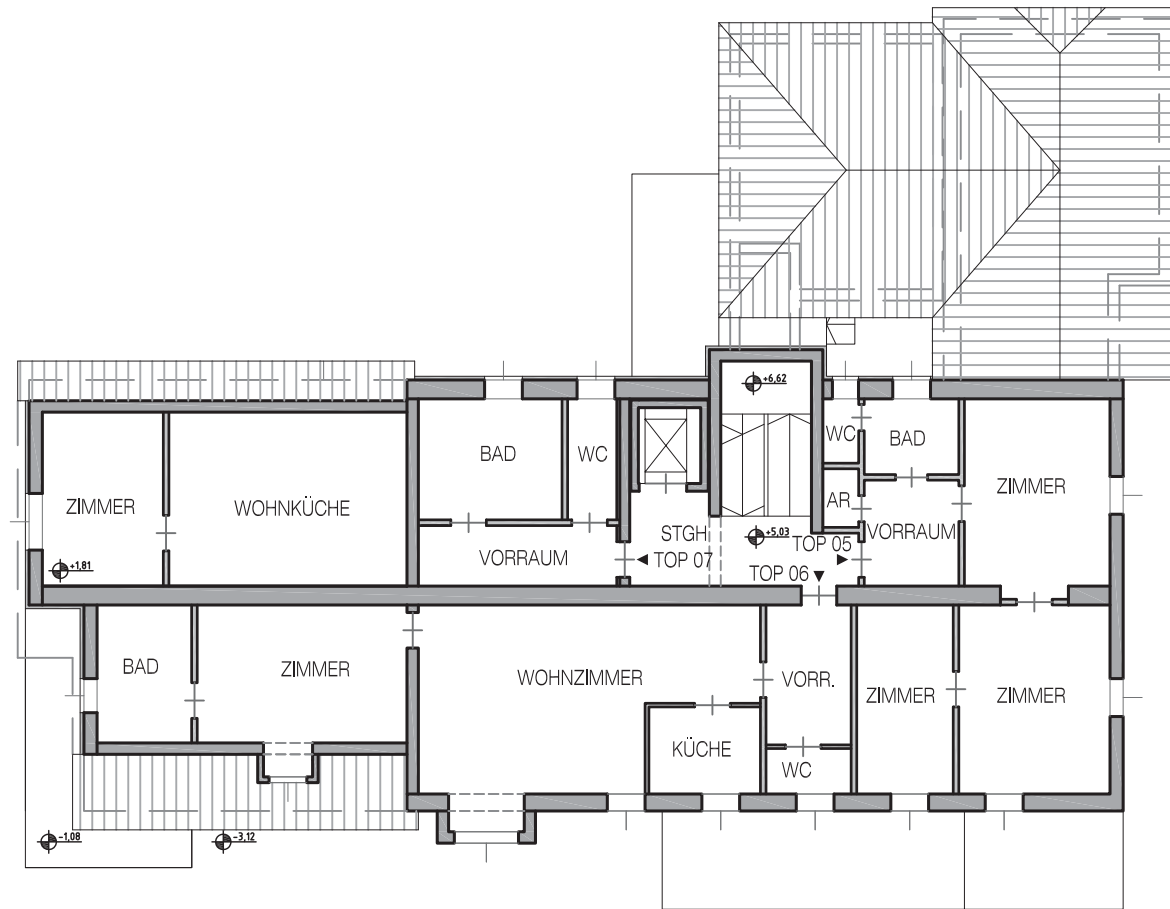 +6,62
BAD
WC
WC
BAD
ZIMMER
WOHNKÜCHE
ZIMMER
AR
STGH
+5,03
VORRAUM
VORRAUM
TOP 07
TOP 05
+1,81
TOP 06
BAD
ZIMMER
WOHNZIMMER
VORR.
ZIMMER
ZIMMER
KÜCHE
WC
-1,08
-3,12